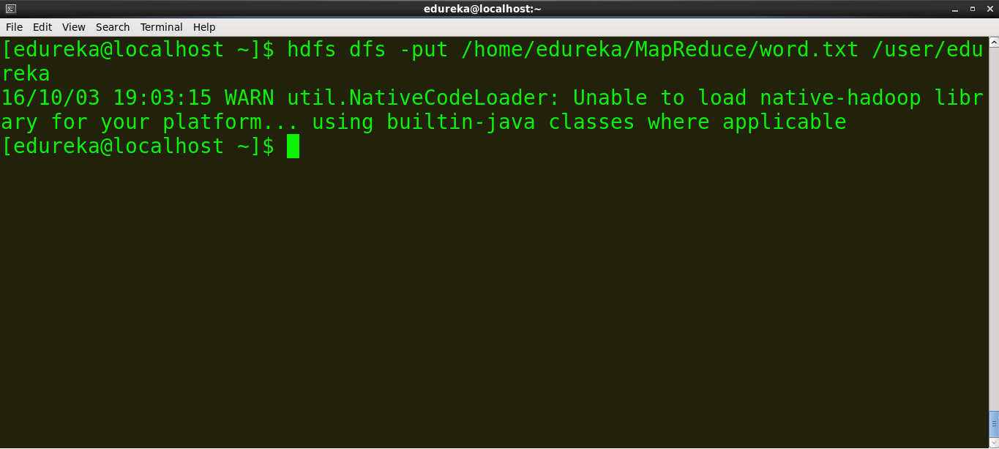 edureka@localhost:~
File Edit View Search Terminal Help
[edureka@localhost ~]$ hdfs dfs -put /home/edureka/MapReduce/word.txt /user/edu
reka
16/10/03 19:03:15 WARN util.NativeCodeLoader: Unable to load native-hadoop libr
ary for your platform... using builtin-java classes where applicable
[edureka@localhost ~]$